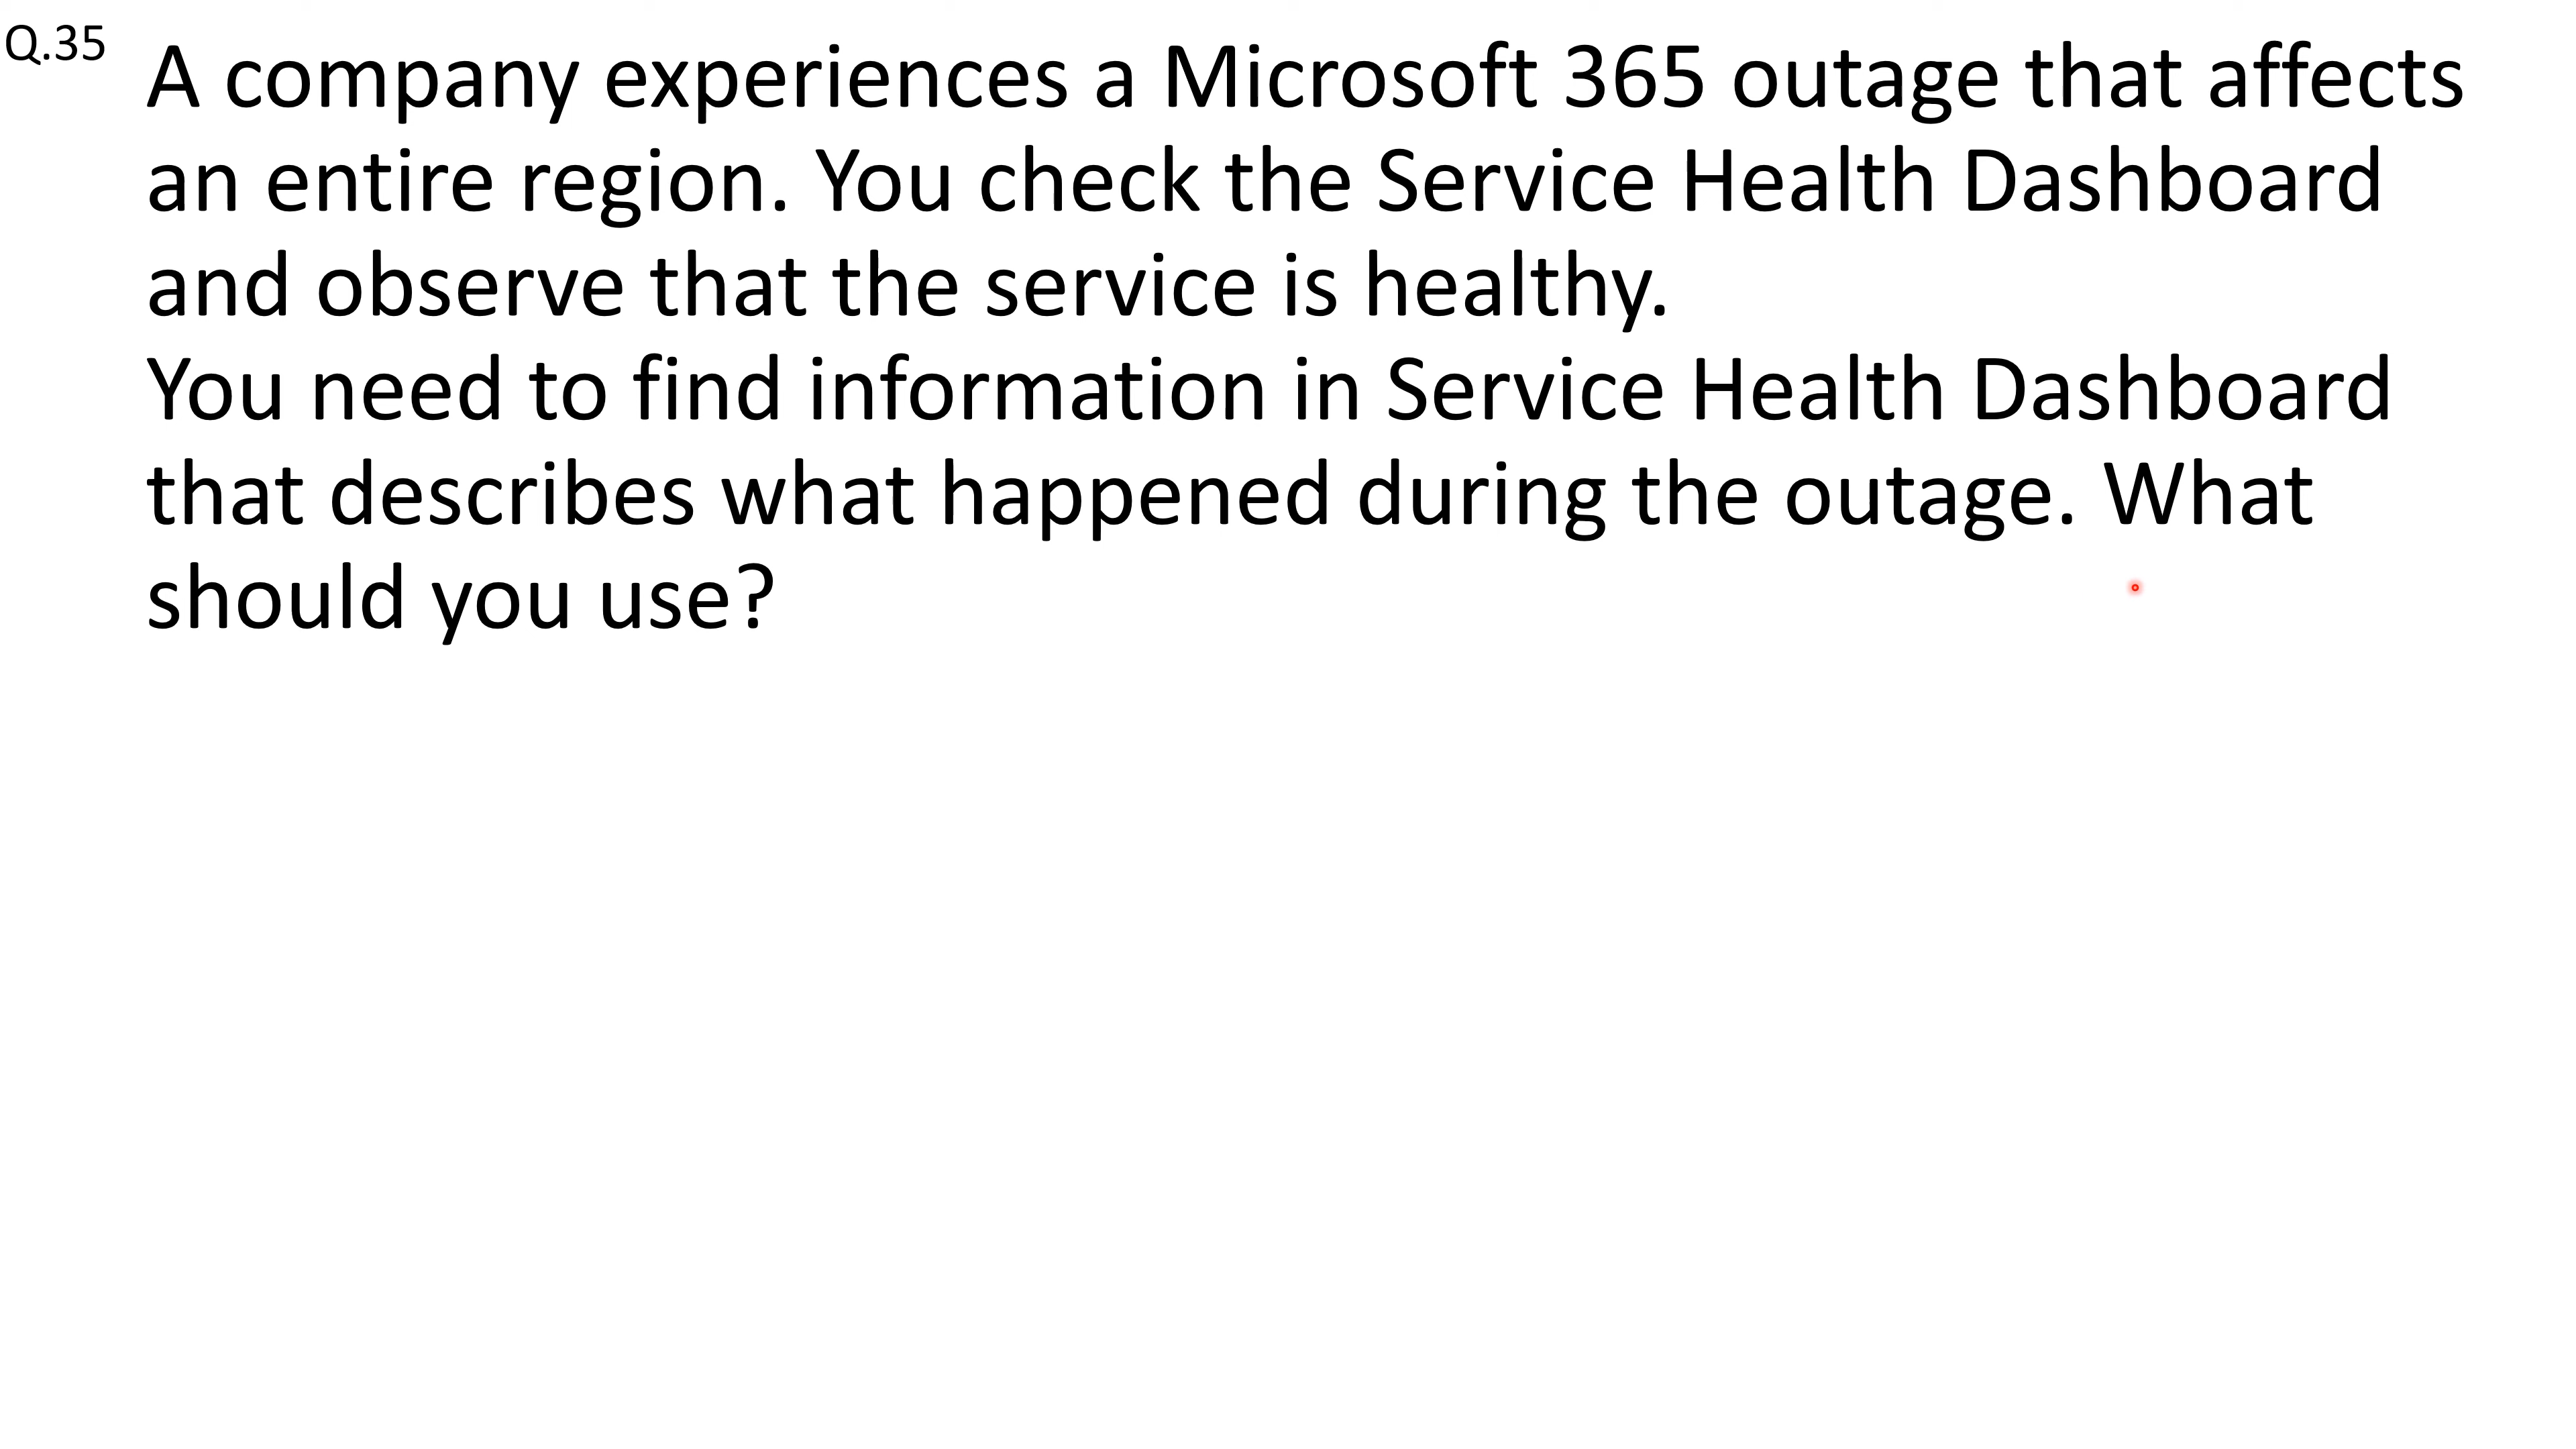 Q.35
A company experiences a Microsoft 365 outage that affects
an entire region. You check the Service Health Dashboard
and observe that the service is healthy.
You need to find information in Service Health Dashboard
that describes what happened during the outage. What
should you use?